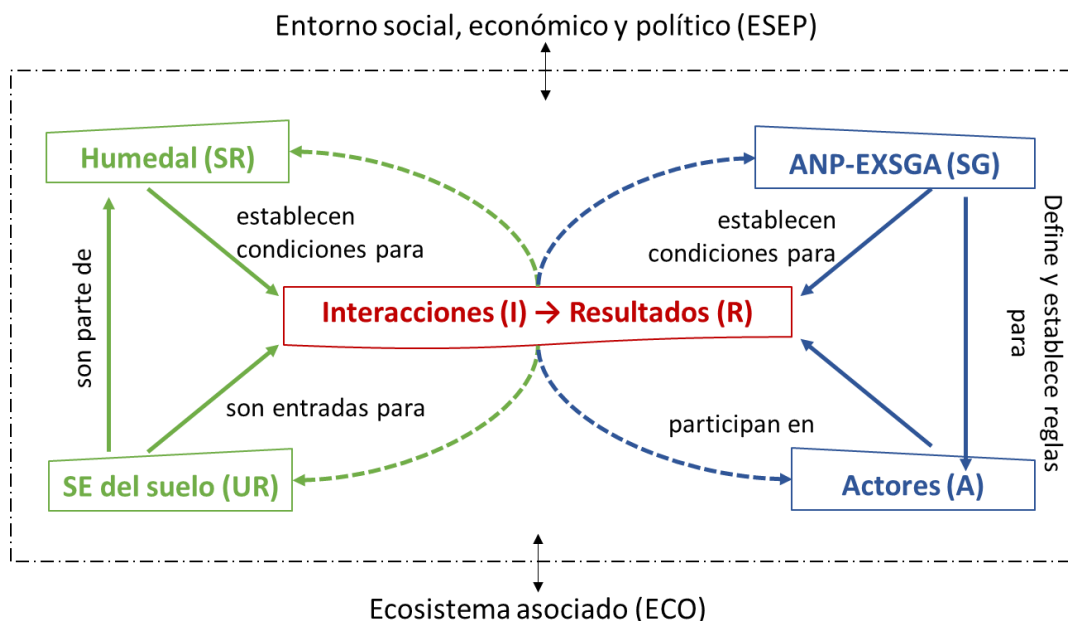 Entorno social, económico y político (ESEP)
Humedal (SR)
ANP-EXSGA (SG)
establecen
condiciones para
establecen
condiciones para
son parte de
Define y establece reglas
para
Interacciones (I) → Resultados (R)
son entradas para
participan en
SE del suelo (UR)
Actores (A)
Ecosistema asociado (ECO)